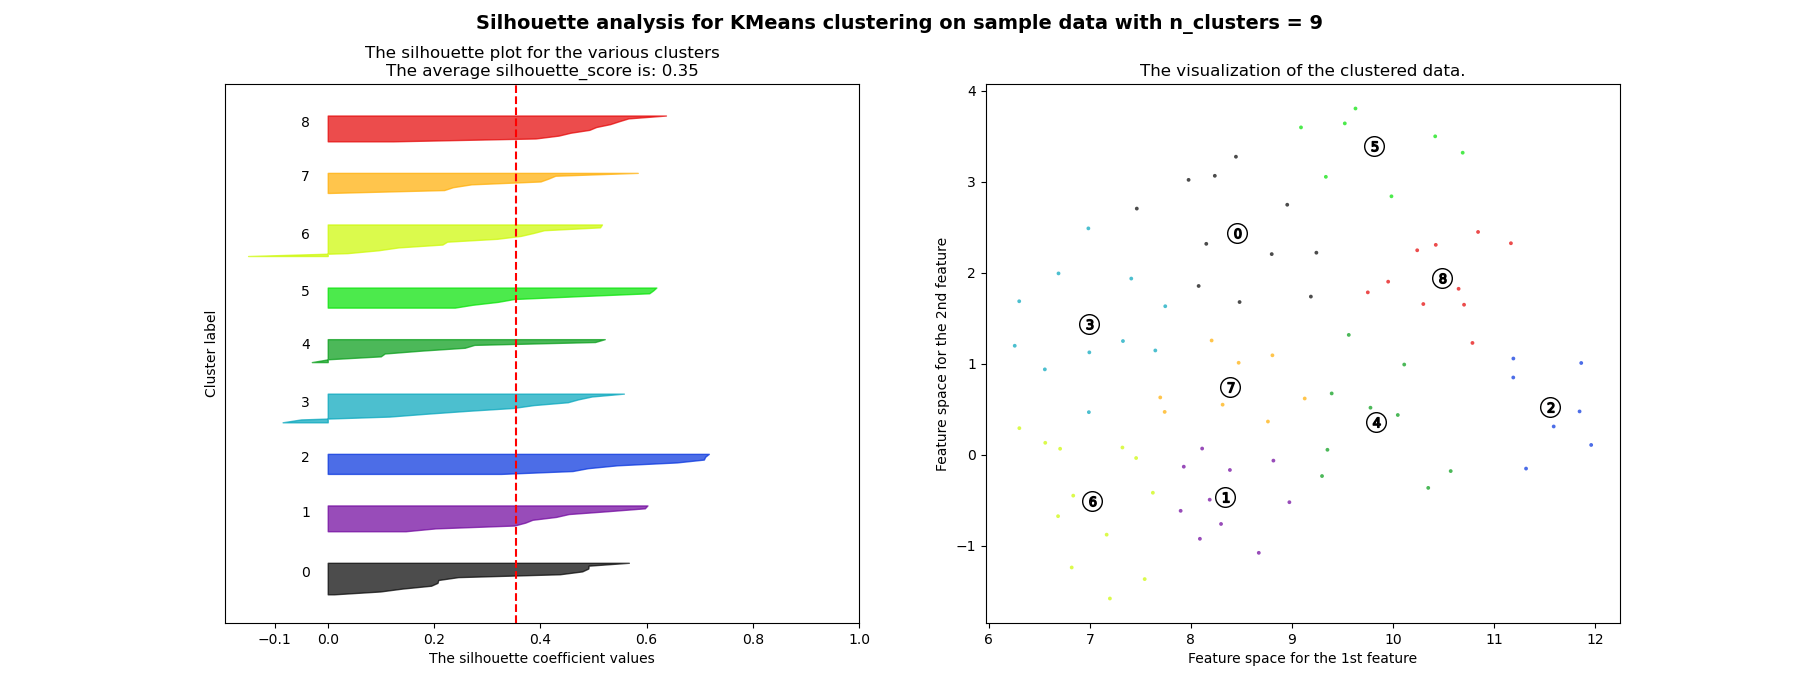 Silhouette analysis for KMeans clustering on sample data with n_clusters = 9
The silhouette plot for the various clusters
The average silhouette_score is: 0.35
8
7
6
5
4
3
2
1
0
Cluster label
−0.1 0.0 0.2 0.4 0.6 0.8 1.0
The silhouette coefficient values
The visualization of the clustered data.
4
3
2
1
0
−1
Feature space for the 2nd feature
5
0
8
3
7
2
4
1
6
6 7 8 9 10 11 12
Feature space for the 1st feature